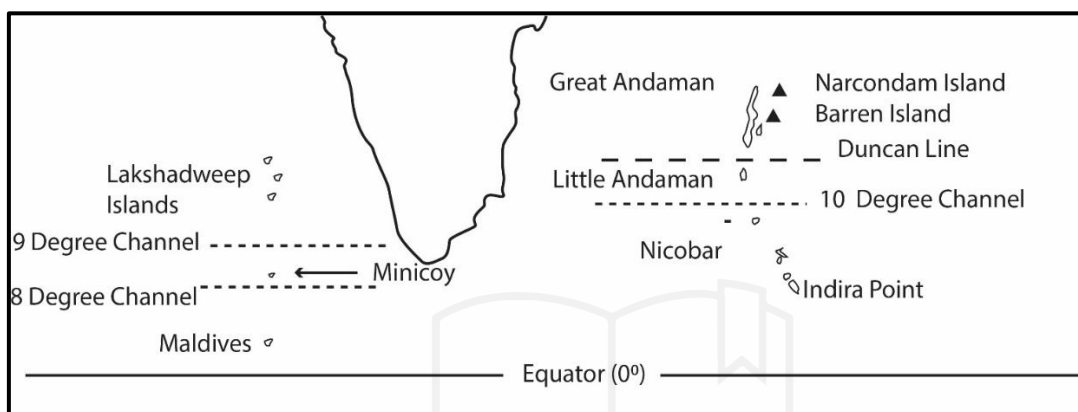 Great Andaman
Narcondam Island
Barren Island
Duncan Line
Lakshadweep
Islands
Little Andaman
10 Degree Channel
9 Degree Channel
Nicobar
Minicoy
8 Degree Channel
Indira Point
Maldives
Equator (0⁰)